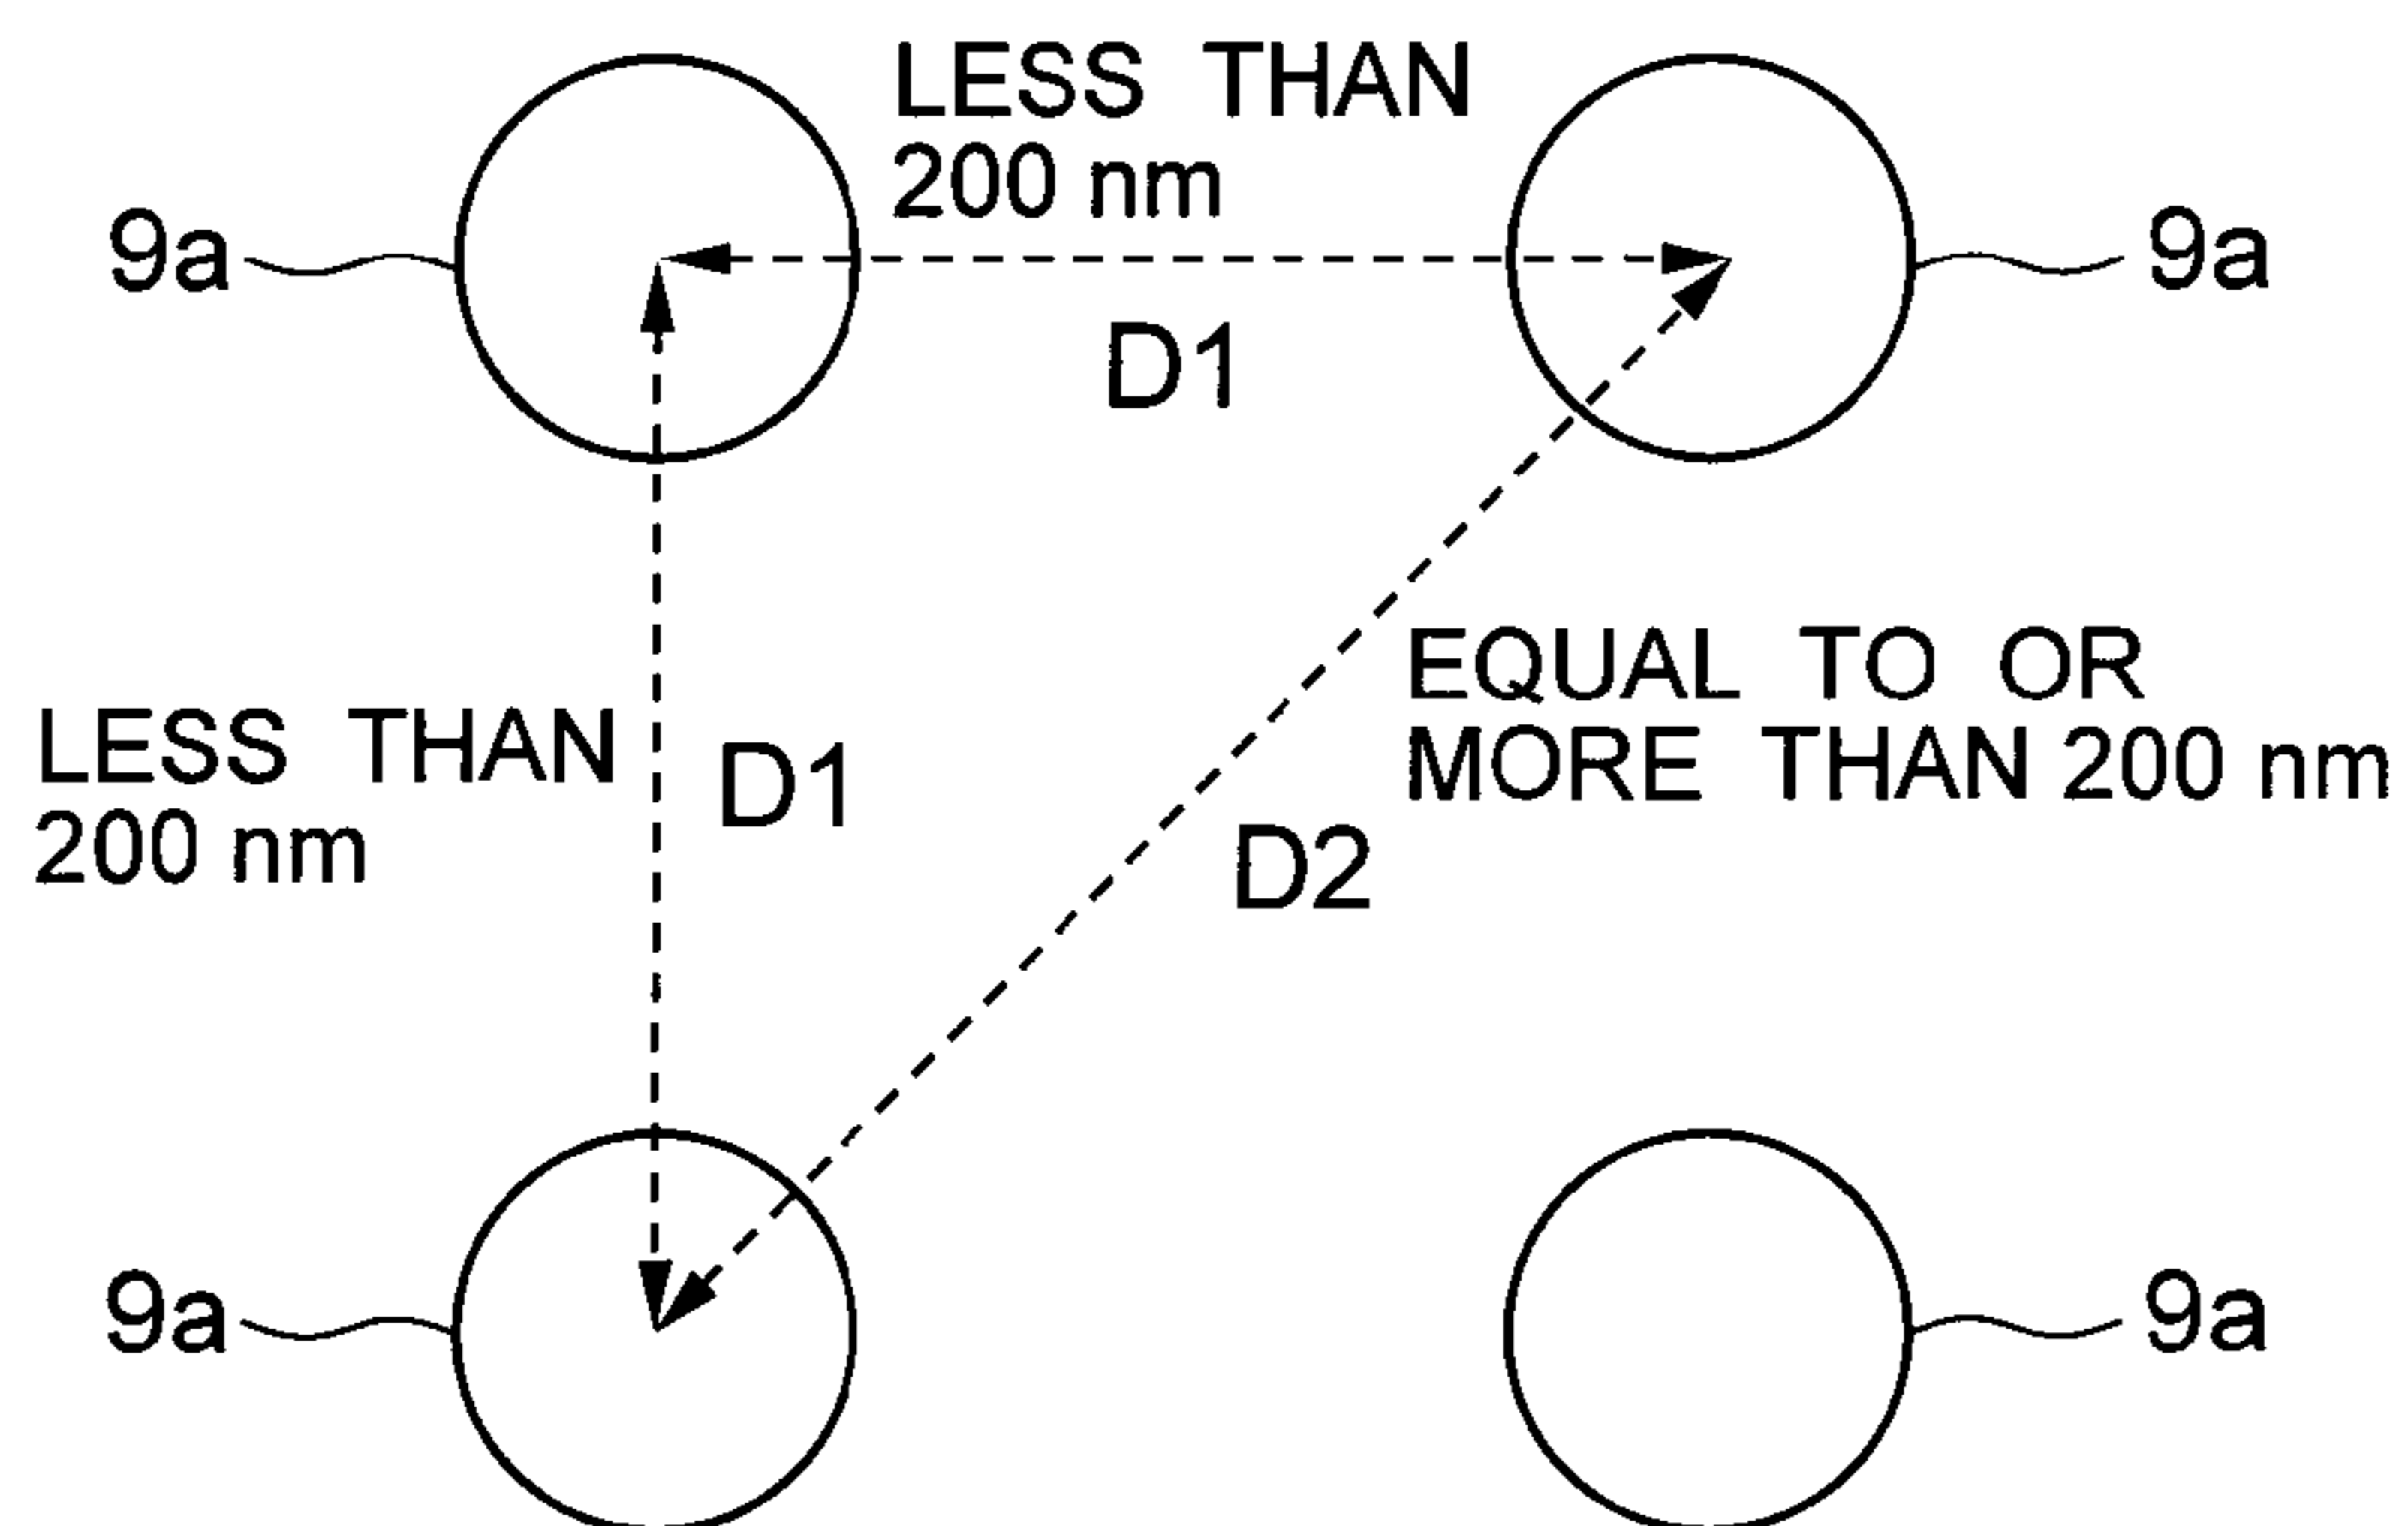 LESS THAN
200 nm
9a
9a
D1
EQUAL TO OR
MORE THAN 200 nm
LESS THAN
200 nm
D1
D2
9a
9a